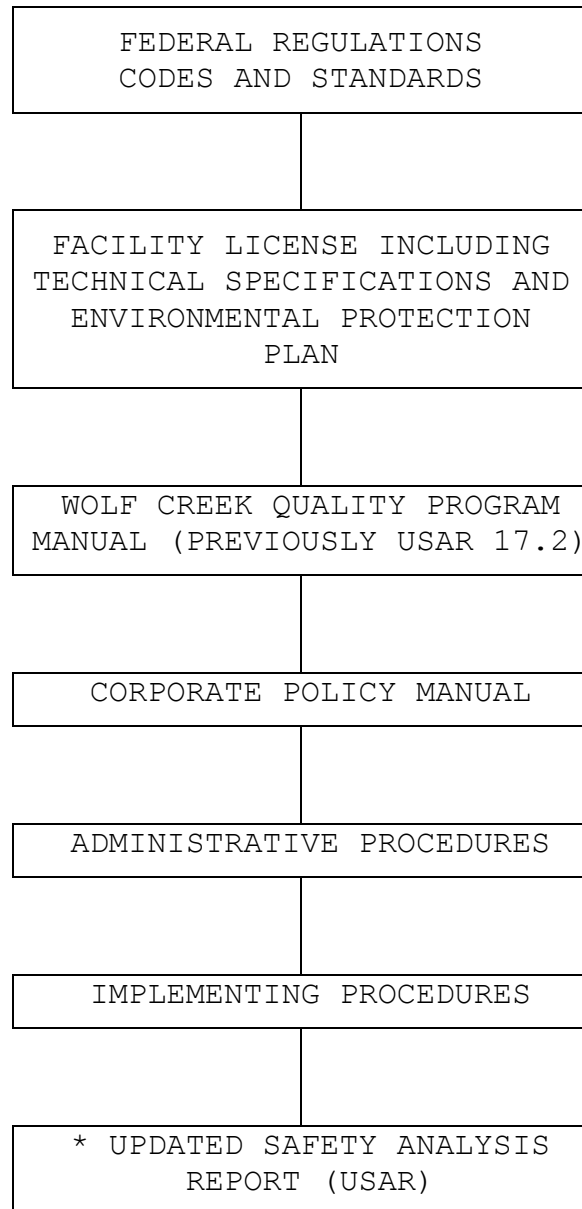 FEDERAL REGULATIONS
CODES AND STANDARDS
FACILITY LICENSE INCLUDING
TECHNICAL SPECIFICATIONS AND
ENVIRONMENTAL PROTECTION
PLAN
WOLF CREEK QUALITY PROGRAM
MANUAL (PREVIOUSLY USAR 17.2)
CORPORATE POLICY MANUAL
ADMINISTRATIVE PROCEDURES
IMPLEMENTING PROCEDURES
* UPDATED SAFETY ANALYSIS
REPORT (USAR)